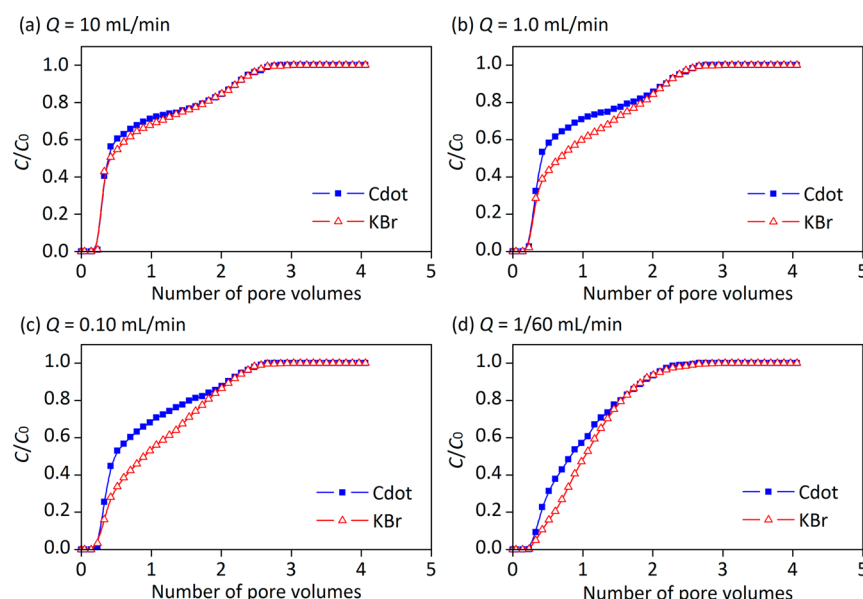 (a) Q = 10 mL/min
1.0
0.8
0.6
0.4
0.2
0.0
C/C0
Cdot
KBr
0 1 2 3 4 5
Number of pore volumes
(b) Q = 1.0 mL/min
1.0
0.8
0.6
0.4
0.2
0.0
C/C0
Cdot
KBr
0 1 2 3 4 5
Number of pore volumes
(c) Q = 0.10 mL/min
1.0
0.8
0.6
0.4
0.2
0.0
C/C0
Cdot
KBr
0 1 2 3 4 5
Number of pore volumes
(d) Q = 1/60 mL/min
1.0
0.8
0.6
0.4
0.2
0.0
C/C0
Cdot
KBr
0 1 2 3 4 5
Number of pore volumes